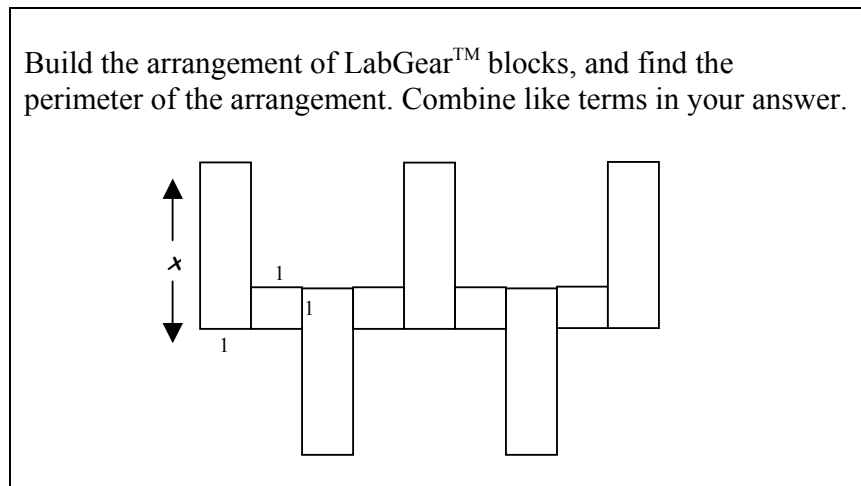 Build the arrangement of LabGear™ blocks, and find the
perimeter of the arrangement. Combine like terms in your answer.
x
1
1
1